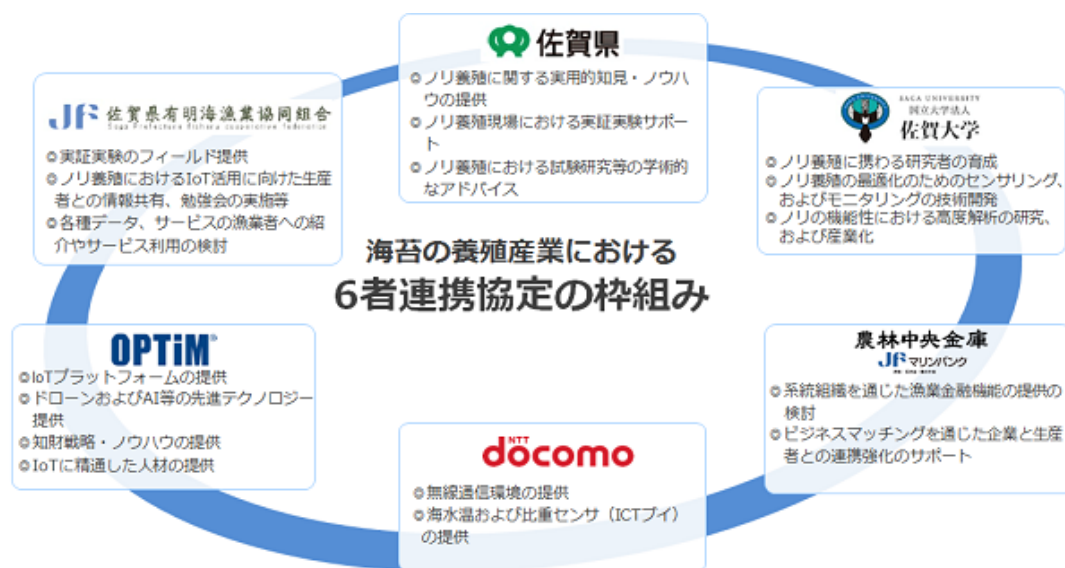 佐賀県
◎ノリ養殖に関する実用的知見・ノウハ
ウの提供
◎ノリ養殖現場における実証実験サポー
ト
◎ノリ養殖における試験研究等の学術的
なアドバイス
JF 佐賀県有明海漁業協同組合
Saga Prefecture fishery cooperative federation
◎実証実験のフィールド提供
◎ノリ養殖におけるIoT活用に向けた生産
者との情報共有、勉強会の実施等
◎各種データ、サービスの漁業者への紹
介やサービス利用の検討
SAGA UNIVERSITY
国立大学法人
佐賀大学
◎ノリ養殖に携わる研究者の育成
◎ノリ養殖の最適化のためのセンサリング、
およびモニタリングの技術開発
◎ノリの機能性における高度解析の研究、
および産業化
海苔の養殖産業における
6者連携協定の枠組み
OPTiM
◎IoTプラットフォームの提供
◎ドローンおよびAI等の先進テクノロジー
提供
◎知財戦略・ノウハウの提供
◎IoTに精通した人材の提供
農林中央金庫
JFマリンバンク
◎系統組織を通じた漁業金融機能の提供の
検討
◎ビジネスマッチングを通じた企業と生産
者との連携強化のサポート
NTT
döcomo
◎無線通信環境の提供
◎海水温および比重センサ（ICTブイ）
の提供